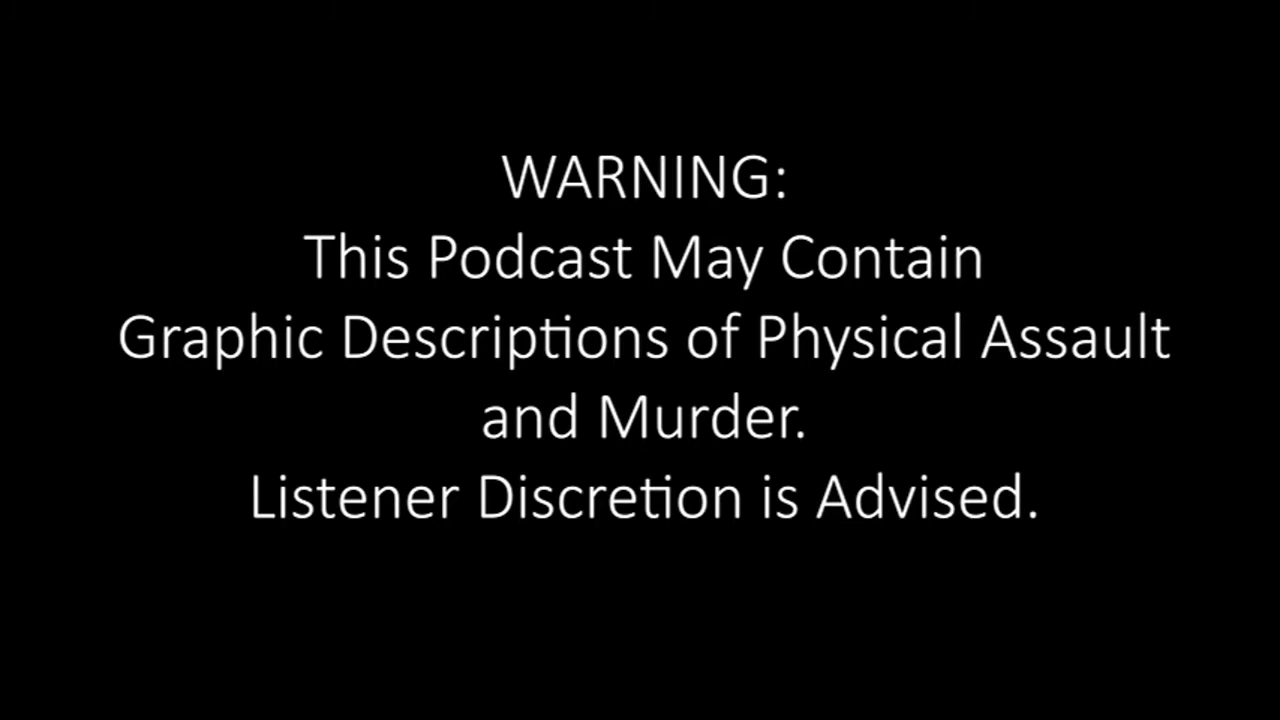 WARNING:
This Podcast May Contain
Graphic Descriptions of Physical Assault
and Murder.
Listener Discretion is Advised.